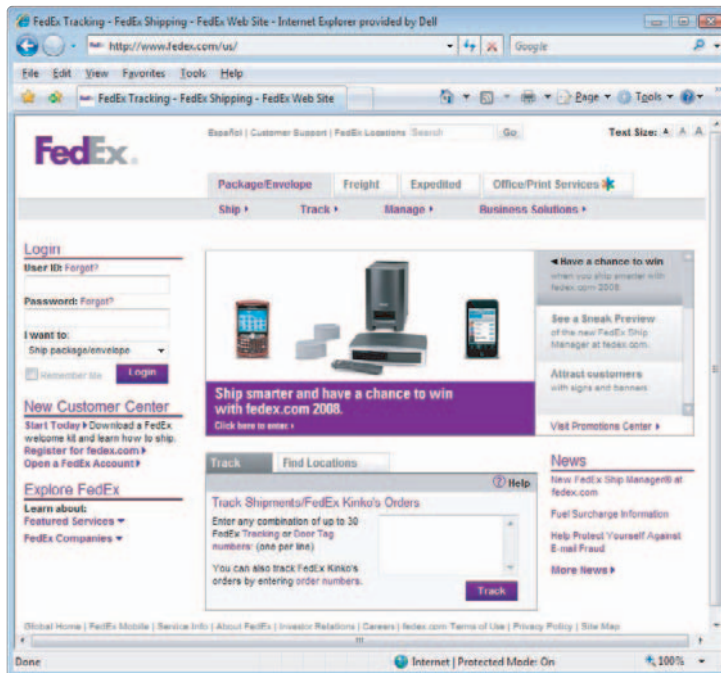 FedEx Tracking - FedEx Shipping - FedEx Web Site - Internet Explorer provided by Dell
http://www.fedex.com/us/
Google
File Edit View Favorites Tools Help
FedEx Tracking - FedEx Shipping - FedEx Web Site
Page Tools
FedEx
Español | Customer Support | FedEx Locations Search Go
Text Size: A A A
Package/Envelope Freight Expedited Office/Print Services
Ship Track Manage Business Solutions
Login
User ID: Forgot?
Password: Forgot?
I want to:
Ship package/envelope
Remember Me Login
New Customer Center
Start Today Download a FedEx
welcome kit and learn how to ship.
Register for fedex.com
Open a FedEx Account
Explore FedEx
Learn about:
Featured Services
FedEx Companies
Ship smarter and have a chance to win
with fedex.com 2008.
Click here to enter
Have a chance to win
when you ship smarter with
fedex.com 2008.
See a Sneak Preview
of the new FedEx Ship
Manager at fedex.com.
Attract customers
with signs and banners
Visit Promotions Center
Track Find Locations
Help
Track Shipments/FedEx Kinko's Orders
Enter any combination of up to 30
FedEx Tracking or Door Tag
numbers: (one per line)
You can also track FedEx Kinko's
orders by entering order numbers.
Track
News
New FedEx Ship Manager® at
fedex.com
Fuel Surcharge Information
Help Protect Yourself Against
E-mail Fraud
More News
Global Home | FedEx Mobile | Service Info | About FedEx | Investor Relations | Careers | fedex.com Terms of Use | Privacy Policy | Site Map
Done
Internet | Protected Mode: On
100%